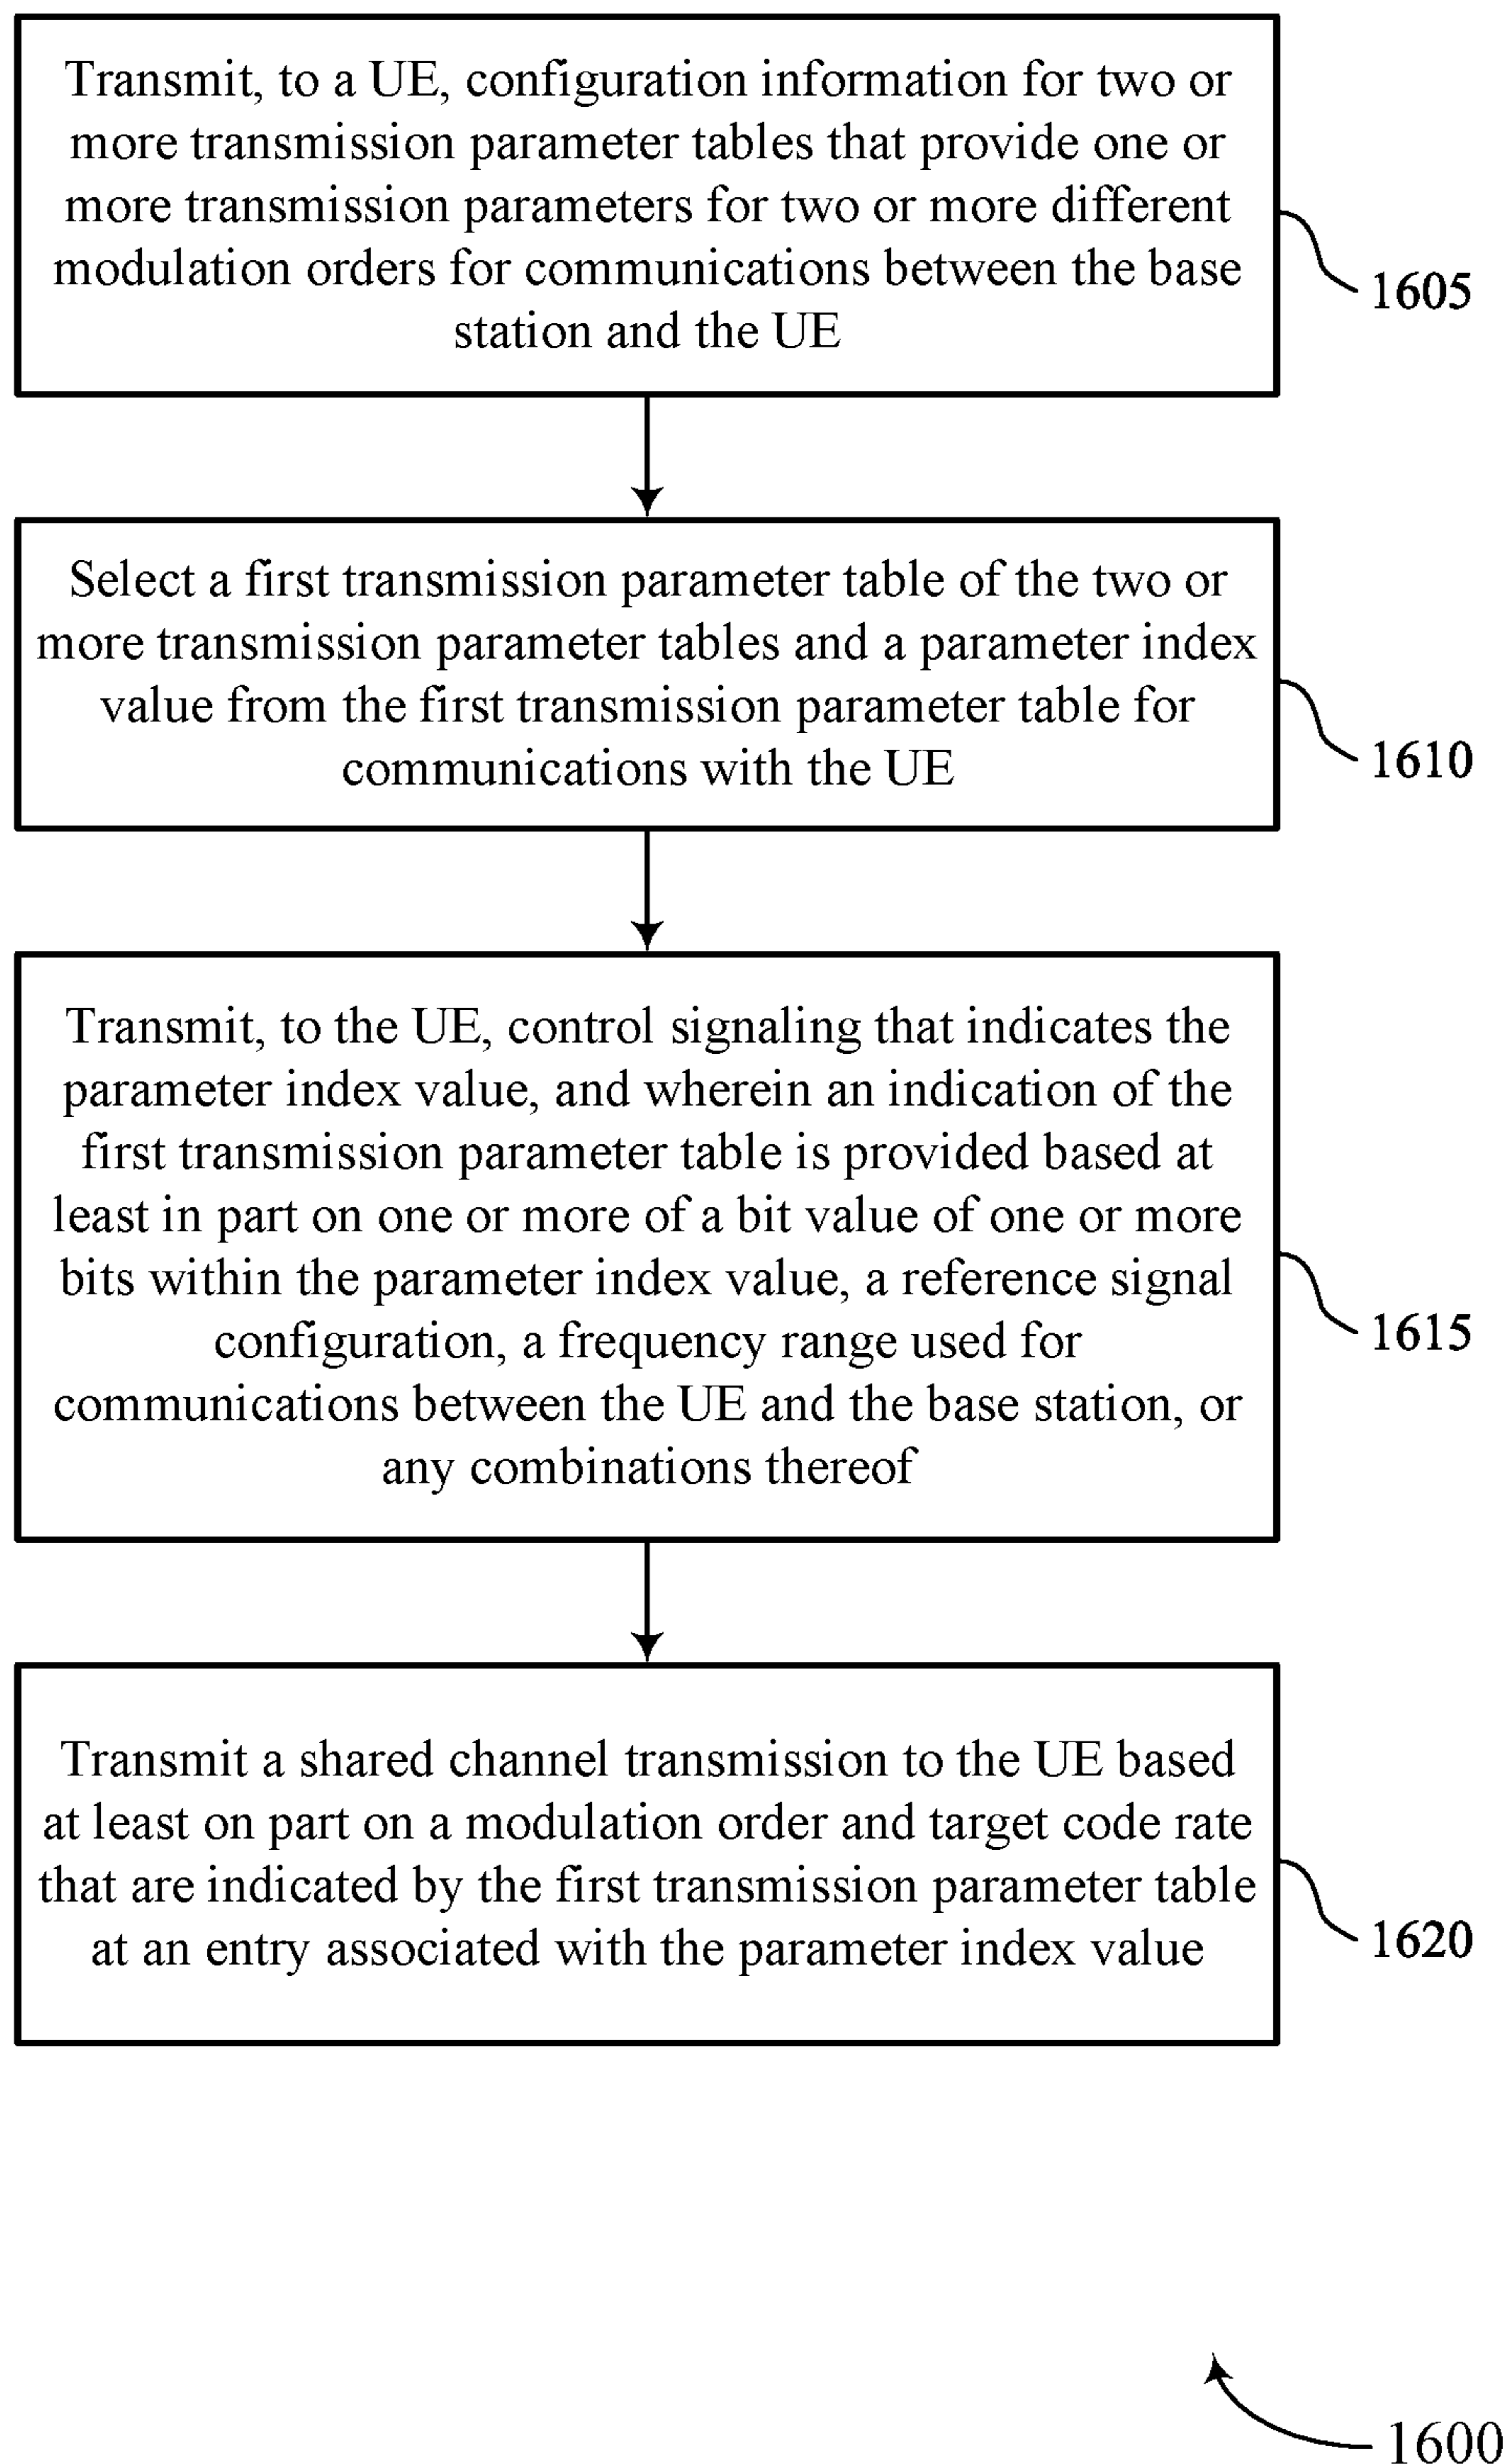 Transmit, to a UE, configuration information for two or
more transmission parameter tables that provide one or
more transmission parameters for two or more different
modulation orders for communications between the base
station and the UE
1605
Select a first transmission parameter table of the two or
more transmission parameter tables and a parameter index
value from the first transmission parameter table for
communications with the UE
1610
Transmit, to the UE, control signaling that indicates the
parameter index value, and wherein an indication of the
first transmission parameter table is provided based at
least in part on one or more of a bit value of one or more
bits within the parameter index value, a reference signal
configuration, a frequency range used for
communications between the UE and the base station, or
any combinations thereof
1615
Transmit a shared channel transmission to the UE based
at least on part on a modulation order and target code rate
that are indicated by the first transmission parameter table
at an entry associated with the parameter index value
1620
1600